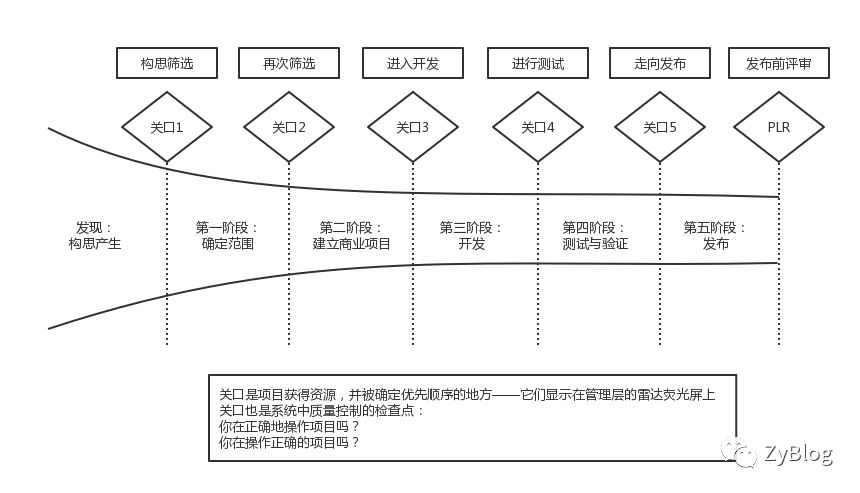 构思筛选
再次筛选
进入开发
进行测试
走向发布
发布前评审
关口1
关口2
关口3
关口4
关口5
PLR
发现：
构思产生
第一阶段：
确定范围
第二阶段：
建立商业项目
第三阶段：
开发
第四阶段：
测试与验证
第五阶段：
发布
关口是项目获得资源，并被确定优先顺序的地方——它们显示在管理层的雷达荧光屏上
关口也是系统中质量控制的检查点：
你在正确地操作项目吗？
你在操作正确的项目吗？
ZyBlog